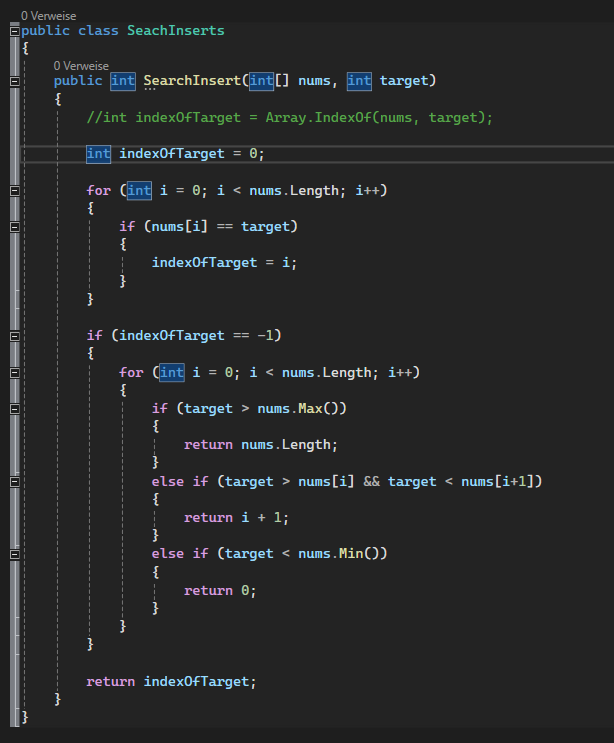 0 Verweise
public class SeachInserts
{
0 Verweise
public int SearchInsert(int[] nums, int target)
{
//int indexOfTarget = Array.IndexOf(nums, target);
int indexOfTarget = 0;
for (int i = 0; i < nums.Length; i++)
{
if (nums[i] == target)
{
indexOfTarget = i;
}
}
if (indexOfTarget == -1)
{
for (int i = 0; i < nums.Length; i++)
{
if (target > nums.Max())
{
return nums.Length;
}
else if (target > nums[i] && target < nums[i+1])
{
return i + 1;
}
else if (target < nums.Min())
{
return 0;
}
}
}
return indexOfTarget;
}
}